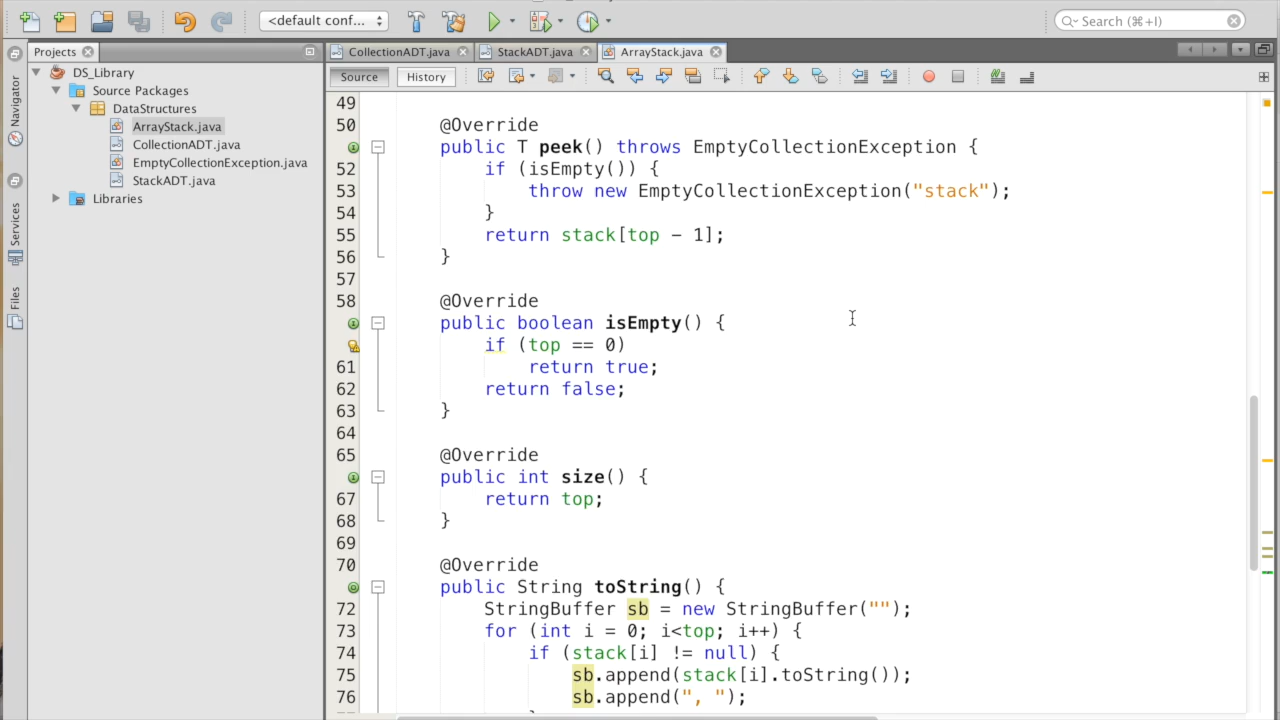 <default conf...
Search (⌘+I)
Projects
CollectionADT.java
StackADT.java
ArrayStack.java
Source
History
Navigator
Services
Files
DS_Library
Source Packages
DataStructures
ArrayStack.java
CollectionADT.java
EmptyCollectionException.java
StackADT.java
Libraries
49
50 @Override
public T peek() throws EmptyCollectionException {
52 if (isEmpty()) {
53 throw new EmptyCollectionException("stack");
54 }
55 return stack[top - 1];
56 }
57
58 @Override
public boolean isEmpty() {
if (top == 0)
61 return true;
62 return false;
63 }
64
65 @Override
public int size() {
67 return top;
68 }
69
70 @Override
public String toString() {
72 StringBuffer sb = new StringBuffer("");
73 for (int i = 0; i<top; i++) {
74 if (stack[i] != null) {
75 sb.append(stack[i].toString());
76 sb.append(", ");